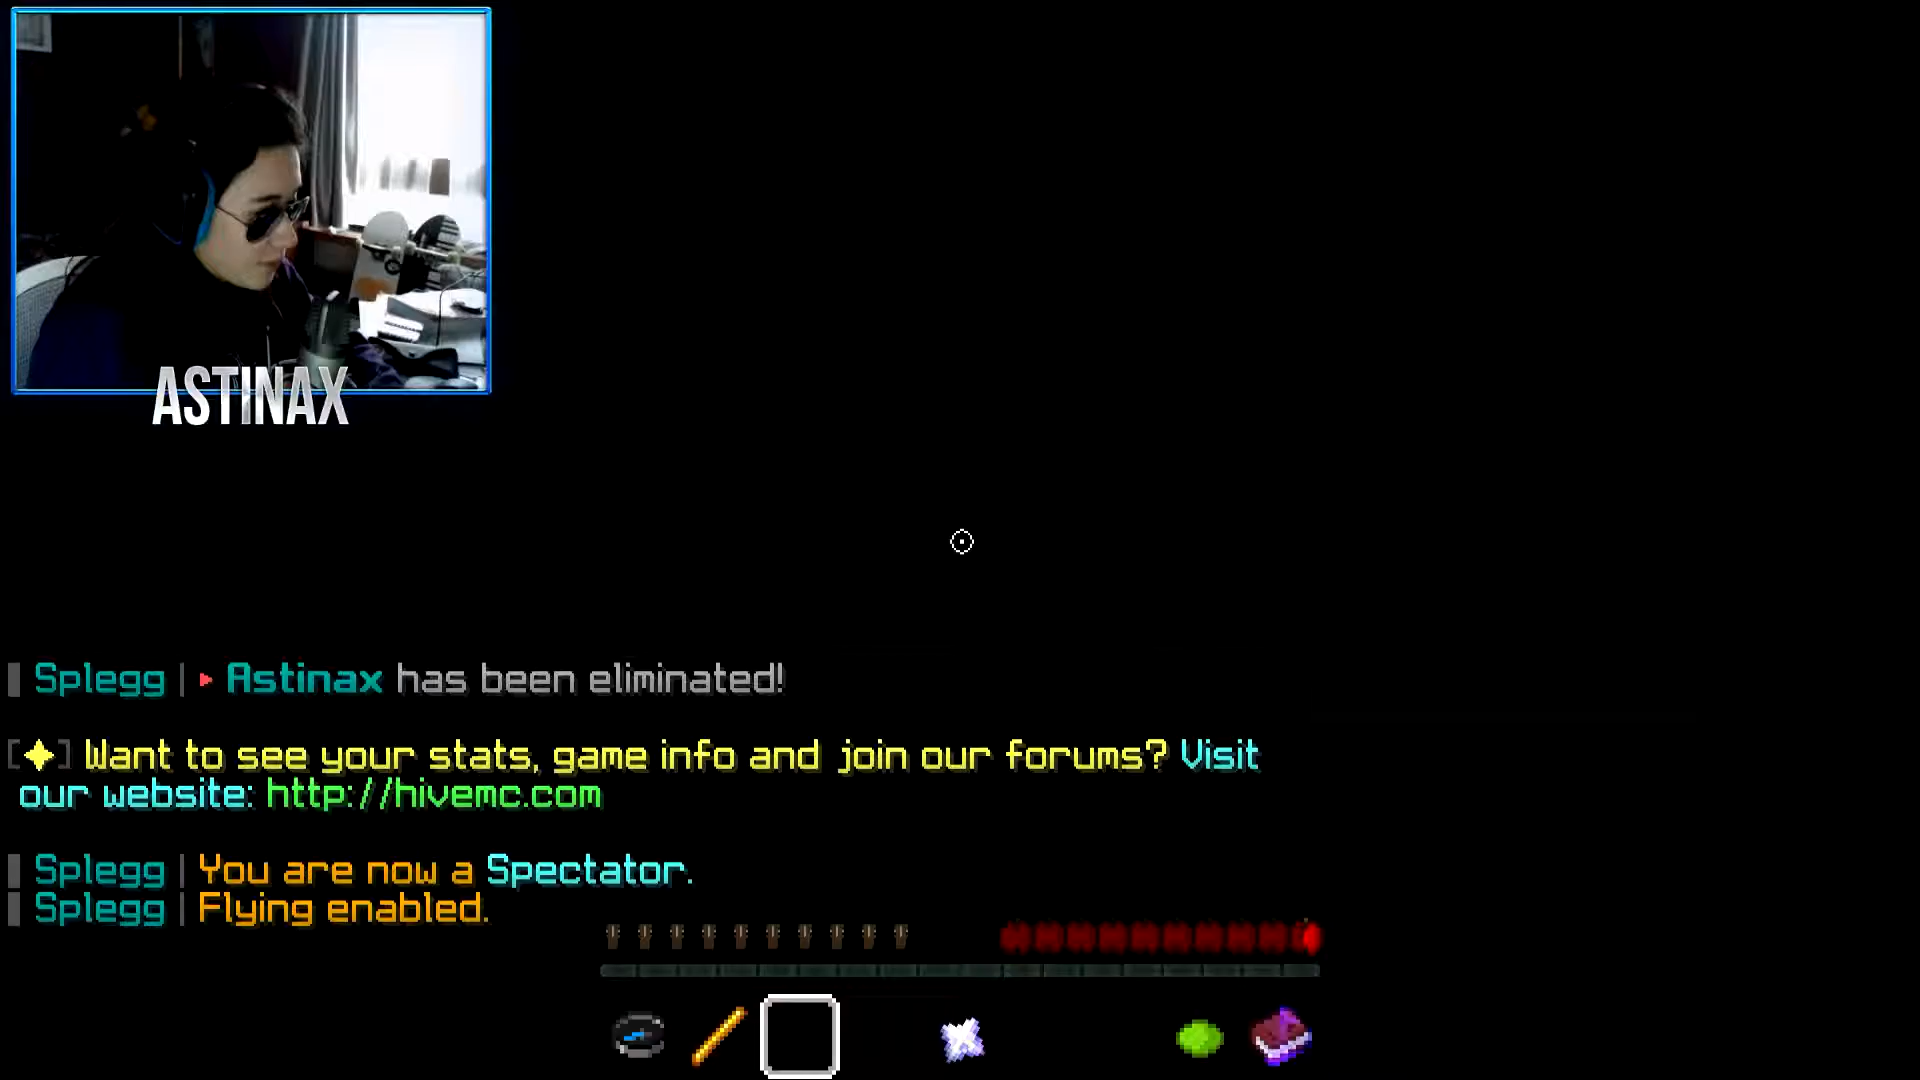 ASTINAX
Splegg | ▸ Astinax has been eliminated!
[✦] Want to see your stats, game info and join our forums? Visit
our website: http://hivemc.com
Splegg | You are now a Spectator.
Splegg | Flying enabled.